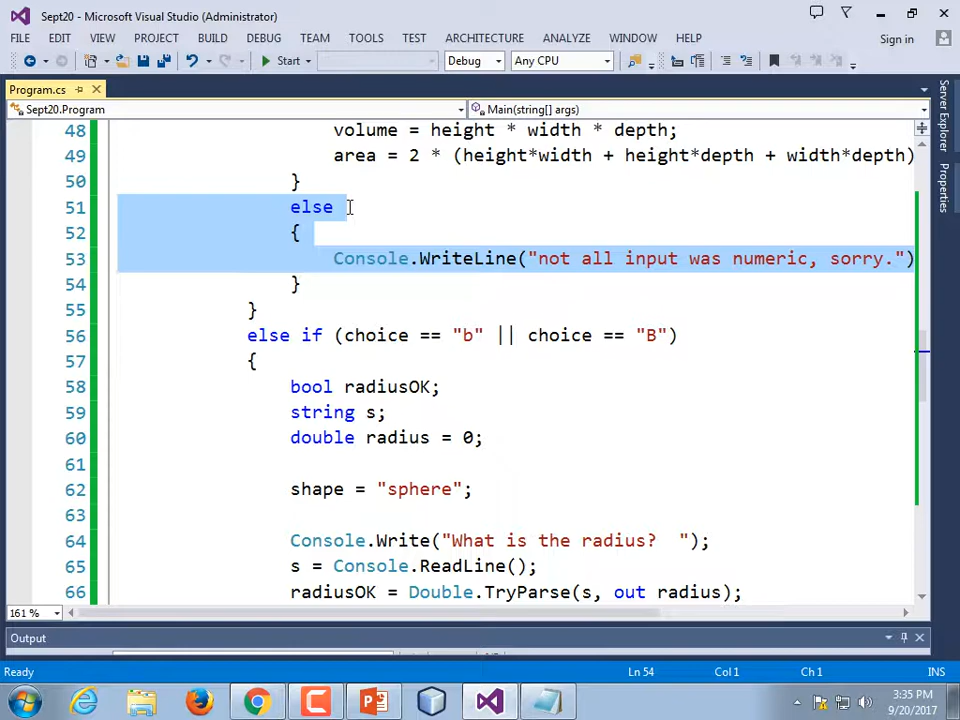 Sept20 - Microsoft Visual Studio (Administrator)
FILE EDIT VIEW PROJECT BUILD DEBUG TEAM TOOLS TEST ARCHITECTURE ANALYZE WINDOW HELP Sign in
Start Debug Any CPU
Program.cs
Sept20.Program Main(string[] args)
48 volume = height * width * depth;
49 area = 2 * (height*width + height*depth + width*depth)
50 }
51 else
52 {
53 Console.WriteLine("not all input was numeric, sorry.")
54 }
55 }
56 else if (choice == "b" || choice == "B")
57 {
58 bool radiusOK;
59 string s;
60 double radius = 0;
61
62 shape = "sphere";
63
64 Console.Write("What is the radius?  ");
65 s = Console.ReadLine();
66 radiusOK = Double.TryParse(s, out radius);
161 %
Server Explorer
Properties
Output
Ready Ln 54 Col 1 Ch 1 INS
3:35 PM
9/20/2017